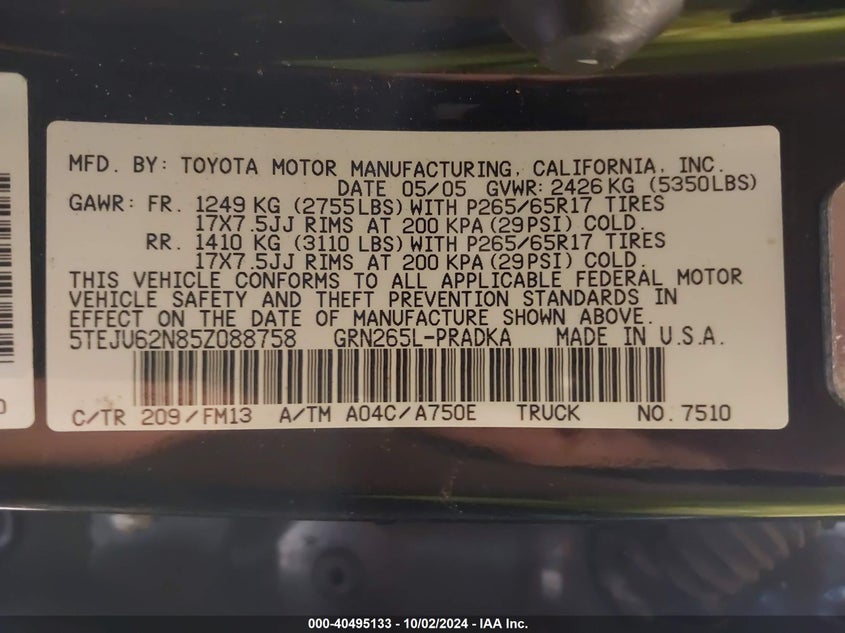 MFD. BY: TOYOTA MOTOR MANUFACTURING, CALIFORNIA, INC.
DATE 05/05 GVWR: 2426 KG (5350LBS)
GAWR: FR. 1249 KG (2755LBS) WITH P265/65R17 TIRES
17X7.5JJ RIMS AT 200 KPA (29PSI) COLD.
RR. 1410 KG (3110 LBS) WITH P265/65R17 TIRES
17X7.5JJ RIMS AT 200 KPA (29PSI) COLD.
THIS VEHICLE CONFORMS TO ALL APPLICABLE FEDERAL MOTOR
VEHICLE SAFETY AND THEFT PREVENTION STANDARDS IN
EFFECT ON THE DATE OF MANUFACTURE SHOWN ABOVE.
5TEJU62N85Z088758 GRN265L-PRADKA MADE IN U.S.A.
C/TR 209/FM13 A/TM A04C/A750E TRUCK NO. 7510
000-40495133 - 10/02/2024 - IAA Inc.